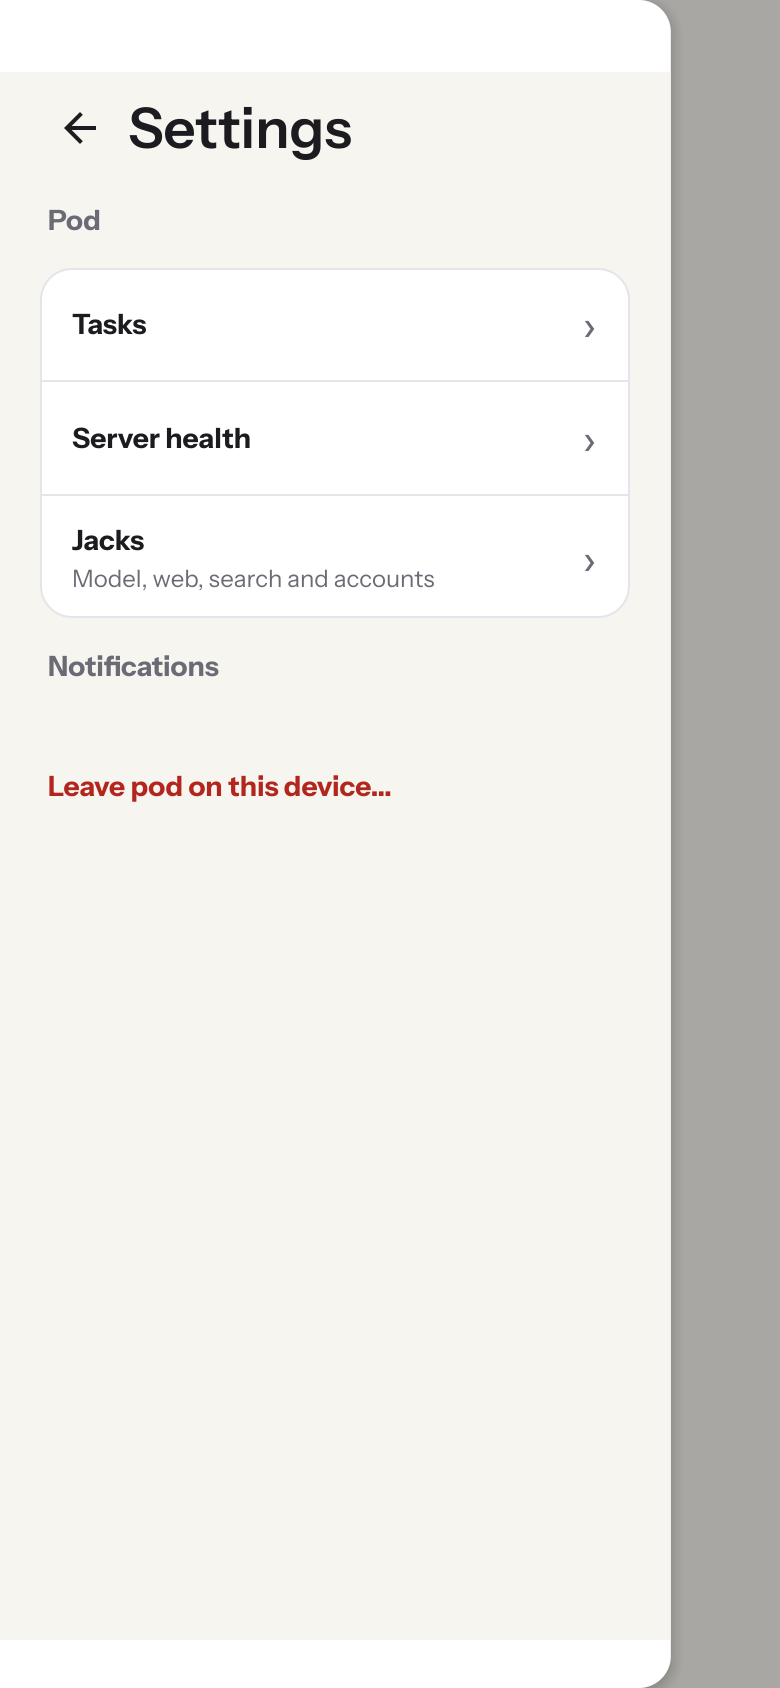 Settings
Pod
Tasks
Server health
Jacks
Model, web, search and accounts
Notifications
Leave pod on this device...